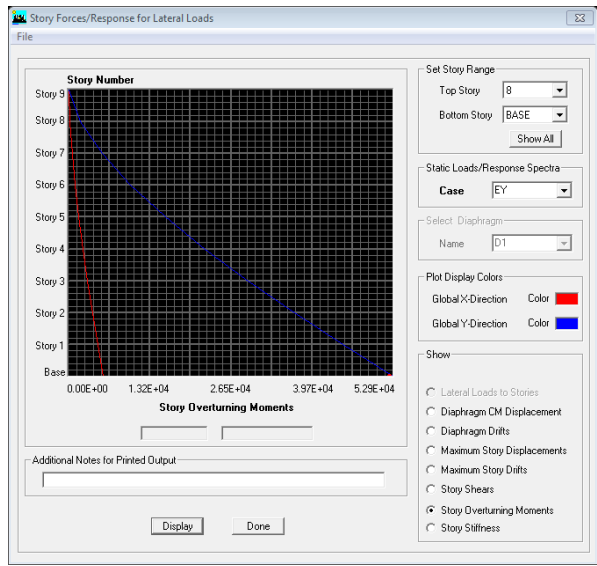 Story Forces/Response for Lateral Loads
File
Story Number
Story 9
Story 8
Story 7
Story 6
Story 5
Story 4
Story 3
Story 2
Story 1
Base
0.00E+00 1.32E+04 2.65E+04 3.97E+04 5.29E+04
Story Overturning Moments
Additional Notes for Printed Output
Display Done
Set Story Range
Top Story 8
Bottom Story BASE
Show All
Static Loads/Response Spectra
Case EY
Select Diaphragm
Name D1
Plot Display Colors
Global X-Direction Color
Global Y-Direction Color
Show
Lateral Loads to Stories
Diaphragm CM Displacement
Diaphragm Drifts
Maximum Story Displacements
Maximum Story Drifts
Story Shears
Story Overturning Moments
Story Stiffness